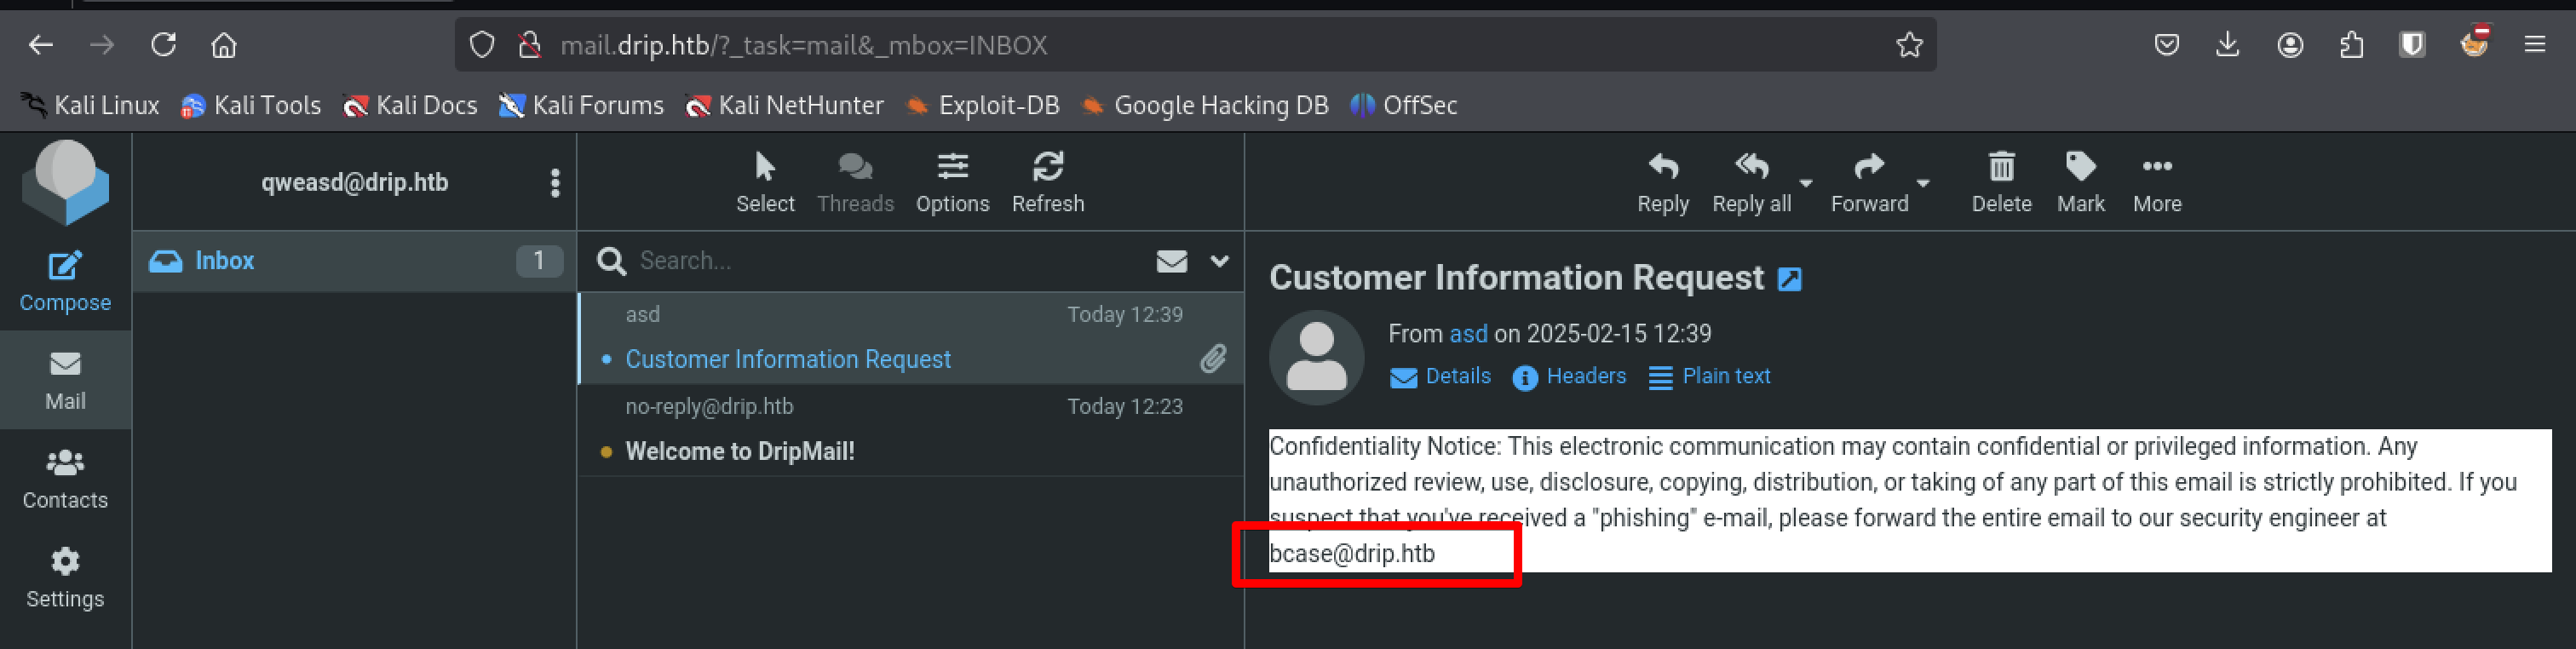 mail.drip.htb/?_task=mail&_mbox=INBOX
Kali Linux Kali Tools Kali Docs Kali Forums Kali NetHunter Exploit-DB Google Hacking DB OffSec
qweasd@drip.htb
Select Threads Options Refresh
Reply Reply all Forward Delete Mark More
Compose
Mail
Contacts
Settings
Inbox 1
Search...
asd Today 12:39
Customer Information Request
no-reply@drip.htb Today 12:23
Welcome to DripMail!
Customer Information Request
From asd on 2025-02-15 12:39
Details Headers Plain text
Confidentiality Notice: This electronic communication may contain confidential or privileged information. Any
unauthorized review, use, disclosure, copying, distribution, or taking of any part of this email is strictly prohibited. If you
suspect that you've received a "phishing" e-mail, please forward the entire email to our security engineer at
bcase@drip.htb